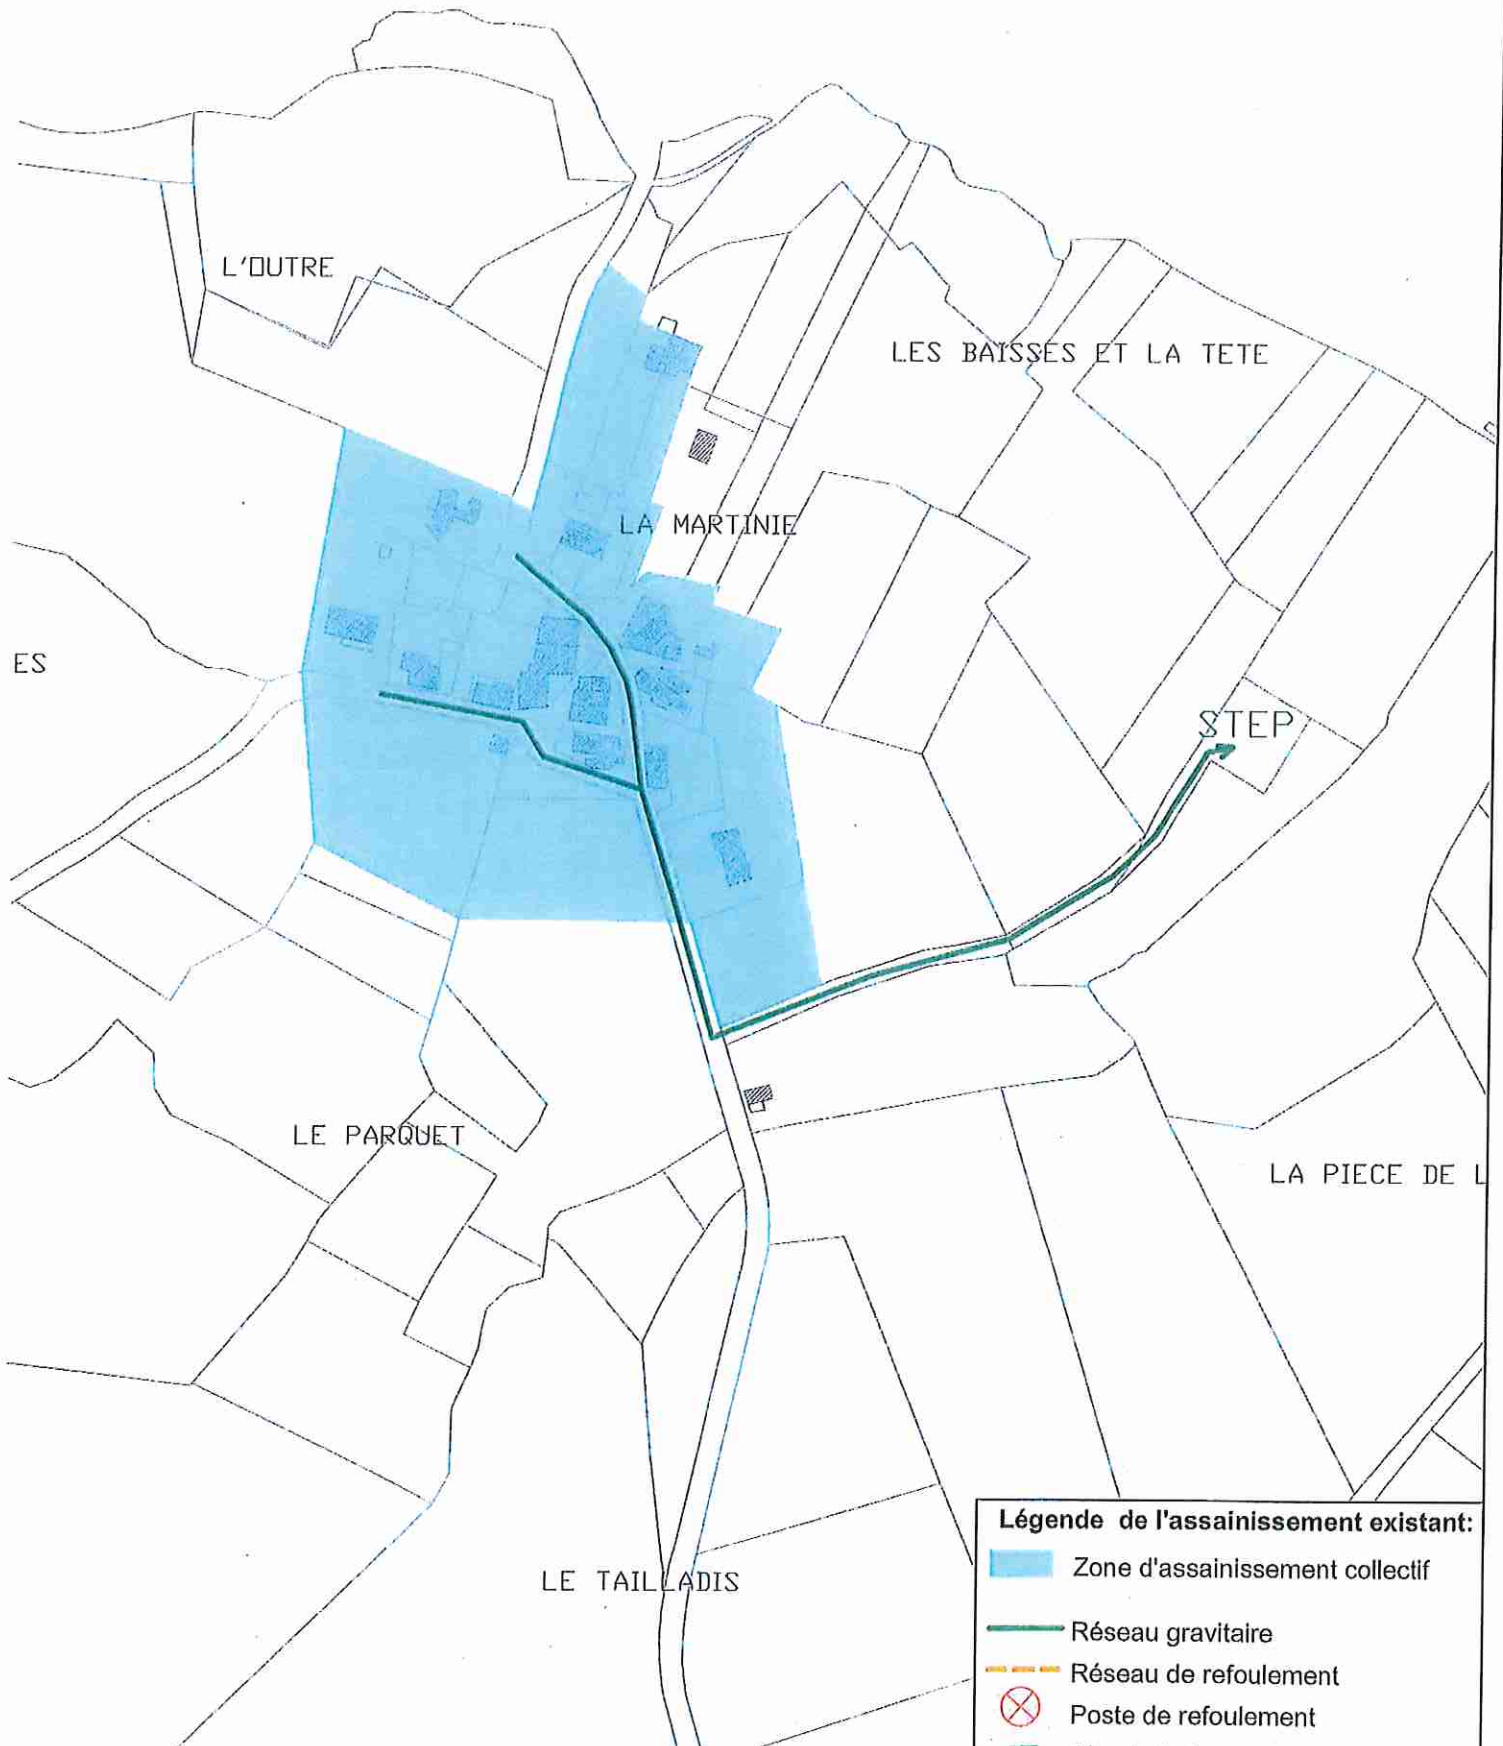 L'OUTRE
LES BAISSES ET LA TETE
LA MARTINIE
ES
STEP
LE PARQUET
LA PIECE DE L
LE TAILLADIS
Légende de l'assainissement existant:
Zone d'assainissement collectif
Réseau gravitaire
Réseau de refoulement
Poste de refoulement